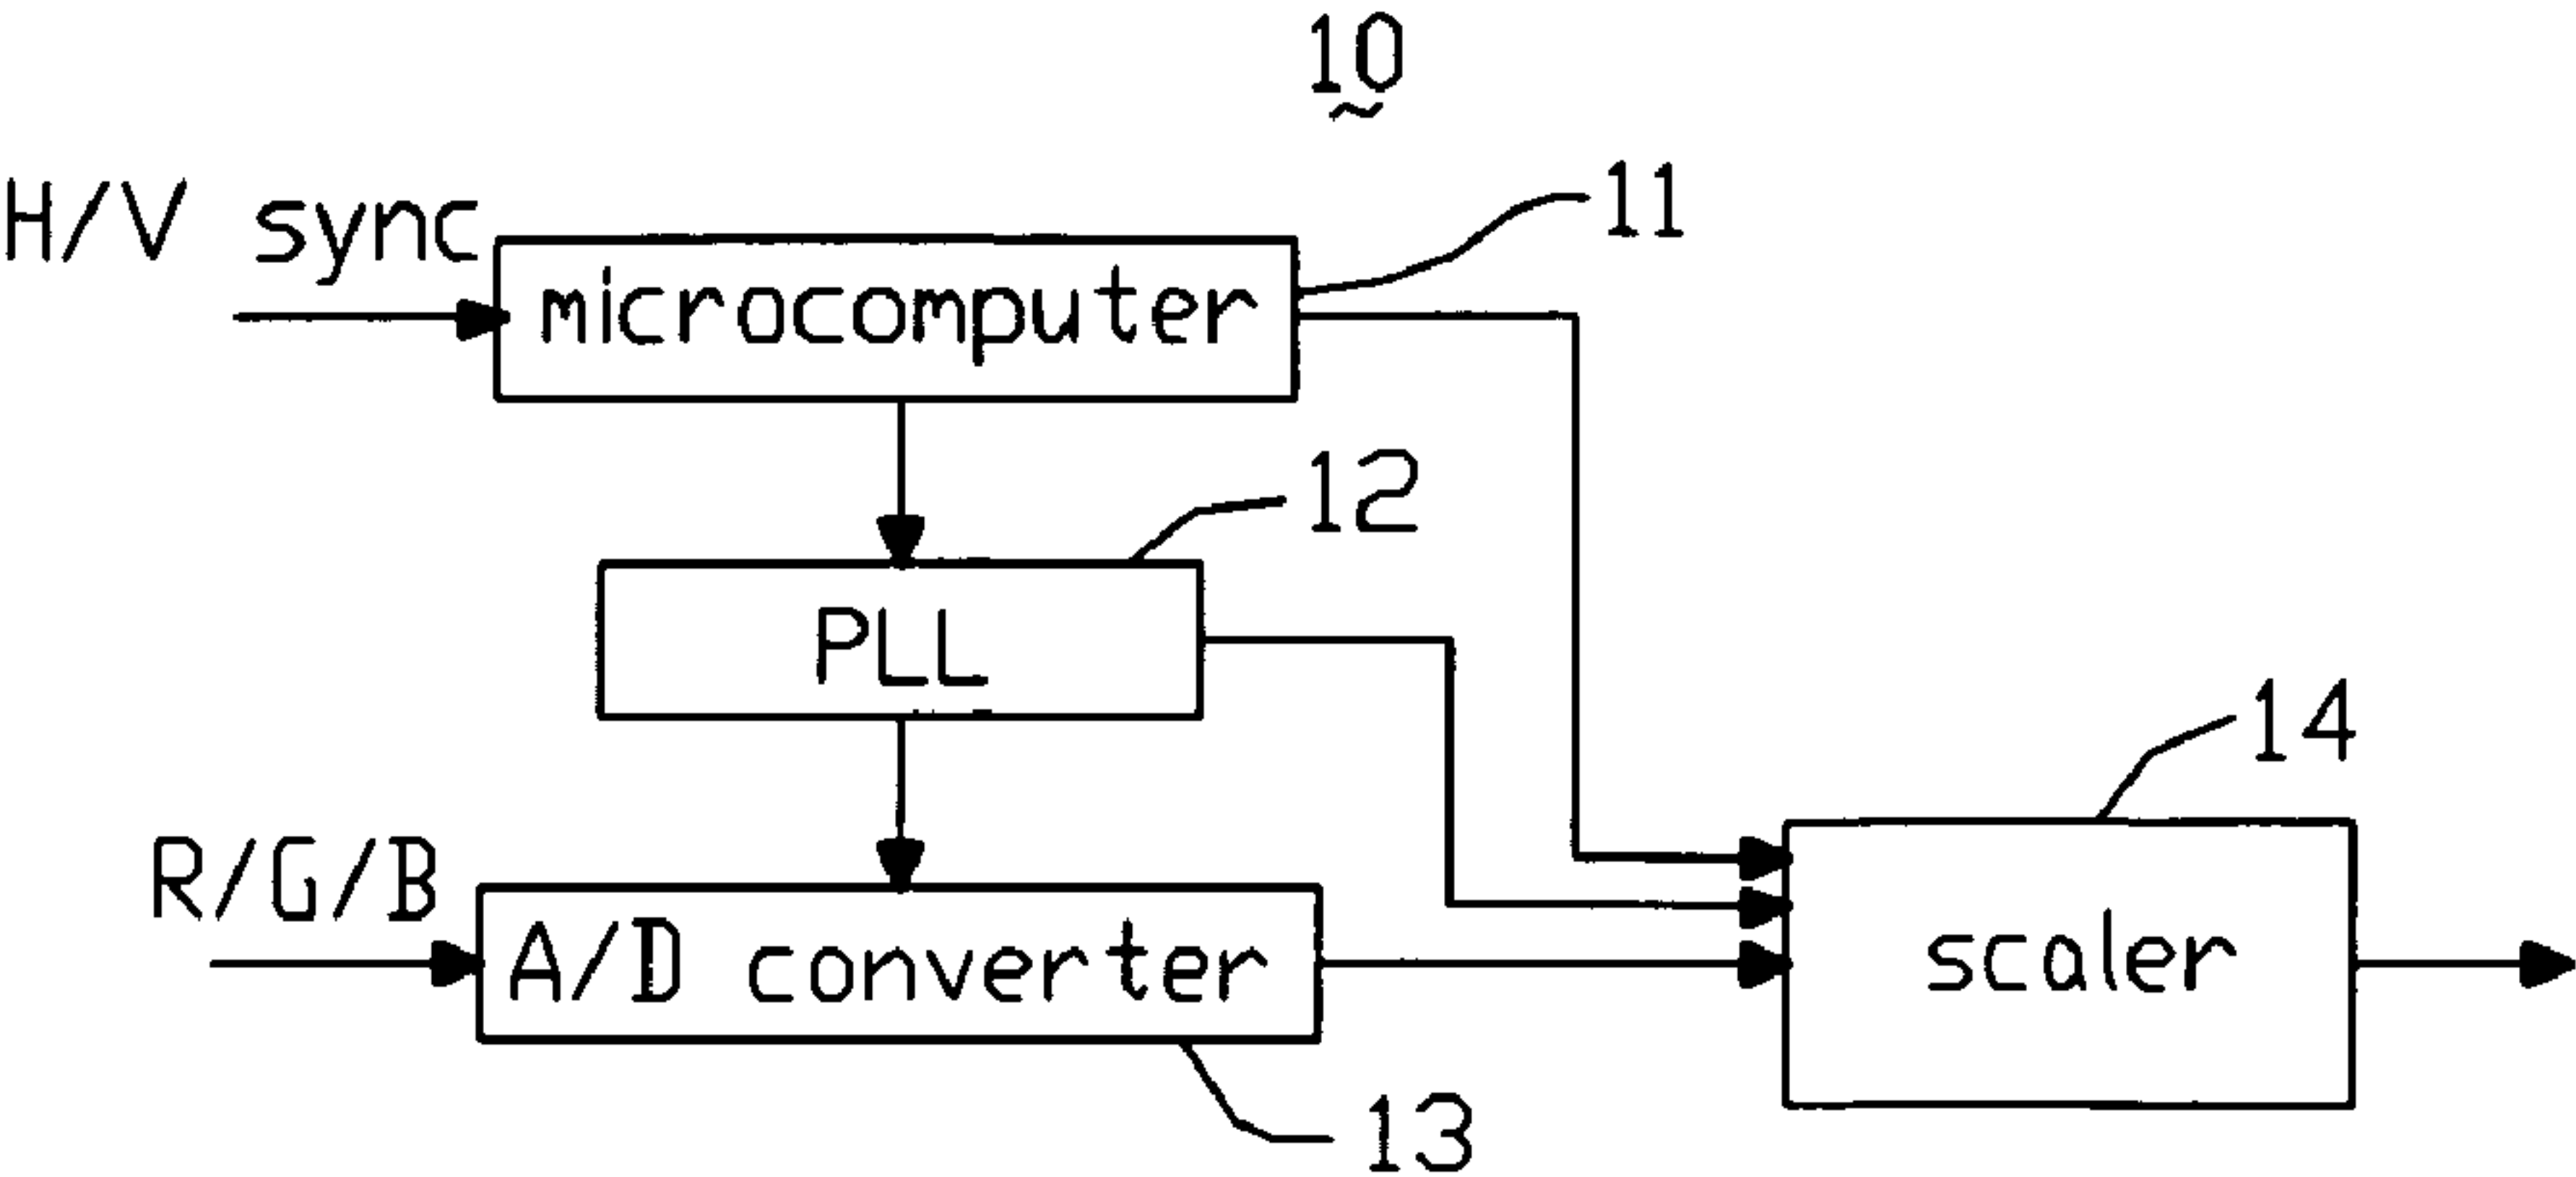 10
11
H/V sync
microcomputer
12
PLL
14
R/G/B
A/D converter
scaler
13